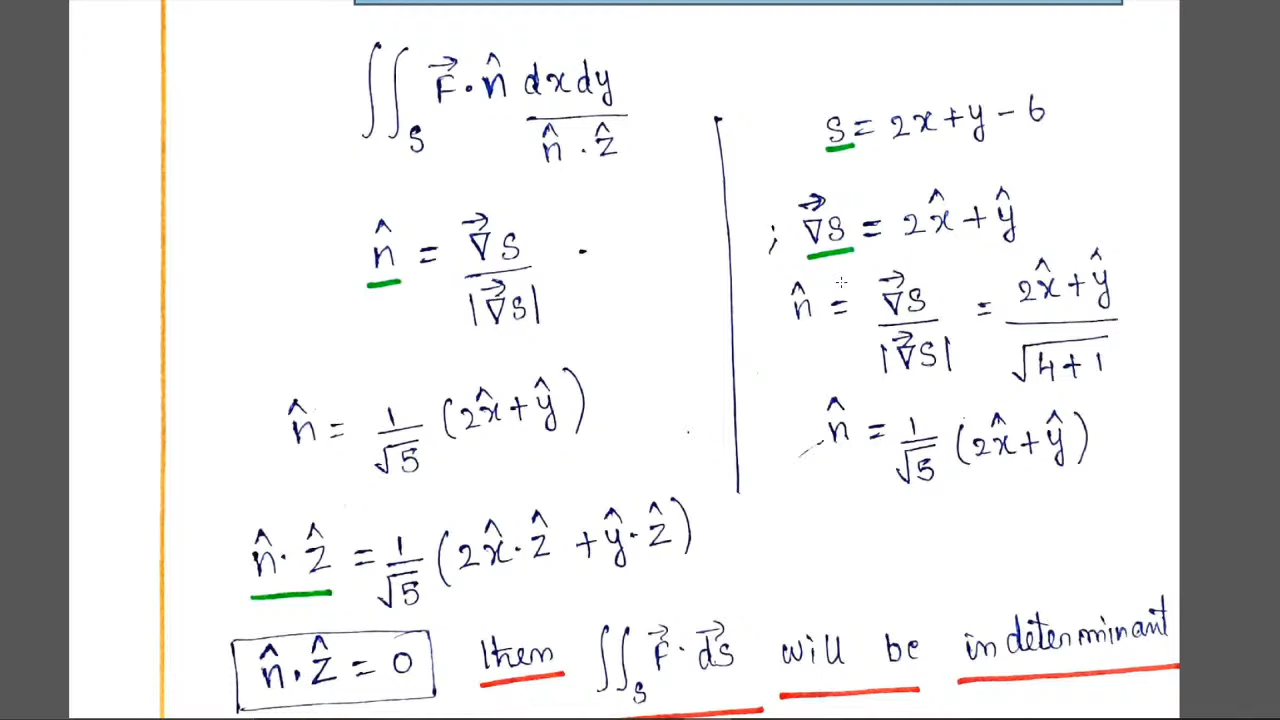 ∬_S F⃗ · n̂ dxdy / (n̂ · ẑ)
n̂ = ∇⃗S / |∇⃗S| .
n̂ = 1/√5 (2x̂ + ŷ)
S = 2x + y - 6
; ∇⃗S = 2x̂ + ŷ
n̂ = ∇⃗S / |∇⃗S| = (2x̂ + ŷ) / √(4+1)
n̂ = 1/√5 (2x̂ + ŷ)
n̂ · ẑ = 1/√5 (2x̂ · ẑ + ŷ · ẑ)
n̂ · ẑ = 0 then ∬_S F⃗ · dS⃗ will be indeterminant